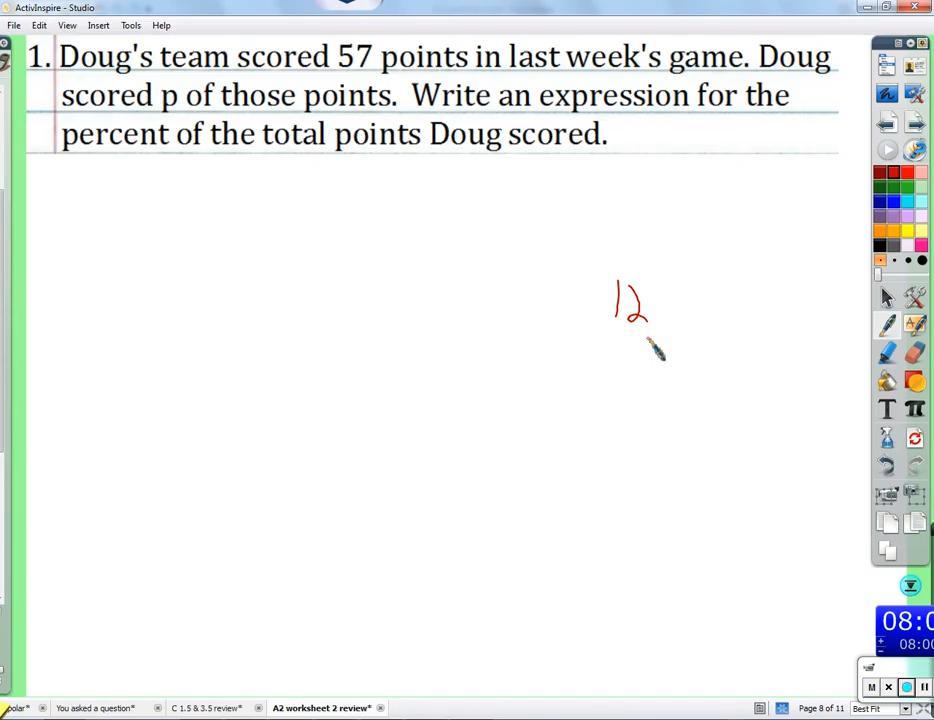 ActivInspire - Studio
File Edit View Insert Tools Help
1. Doug's team scored 57 points in last week's game. Doug
scored p of those points. Write an expression for the
percent of the total points Doug scored.
12
T π
08:0
08:00
M
polar* You asked a question* C 1.5 & 3.5 review* A2 worksheet 2 review* Page 8 of 11 Best Fit